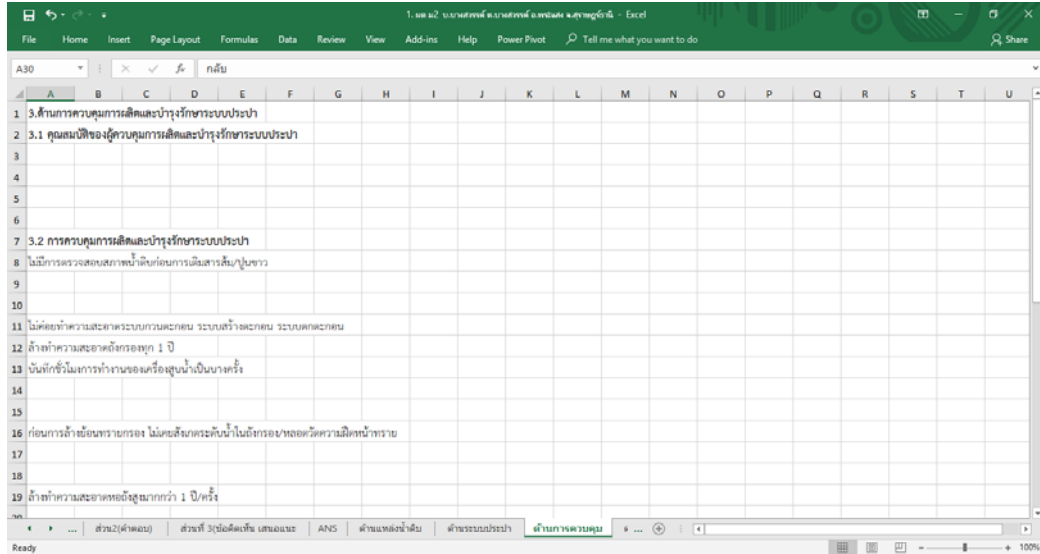 1. ผด ม2 บ.บางสวรรค์ ต.บางสวรรค์ อ.พระแสง จ.สุราษฎร์ธานี - Excel
File Home Insert Page Layout Formulas Data Review View Add-ins Help Power Pivot Tell me what you want to do Share
A30 fx กลับ
A B C D E F G H I J K L M N O P Q R S T U
1 3.ด้านการควบคุมการผลิตและบำรุงรักษาระบบประปา
2 3.1 คุณสมบัติของผู้ควบคุมการผลิตและบำรุงรักษาระบบประปา
3
4
5
6
7 3.2 การควบคุมการผลิตและบำรุงรักษาระบบประปา
8 ไม่มีการตรวจสอบสภาพน้ำดิบก่อนการเติมสารส้ม/ปูนขาว
9
10
11 ไม่ค่อยทำความสะอาดระบบกวนตะกอน ระบบสร้างตะกอน ระบบตกตะกอน
12 ล้างทำความสะอาดถังกรองทุก 1 ปี
13 บันทึกชั่วโมงการทำงานของเครื่องสูบน้ำเป็นบางครั้ง
14
15
16 ก่อนการล้างย้อนทรายกรอง ไม่เคยสังเกตระดับน้ำในถังกรอง/หลอดวัดความฝืดหน้าทราย
17
18
19 ล้างทำความสะอาดหอถังสูงมากกว่า 1 ปี/ครั้ง
20
... ส่วน2(คำตอบ) ส่วนที่ 3(ข้อคิดเห็น เสนอแนะ ANS ด้านแหล่งน้ำดิบ ด้านระบบประปา ด้านการควบคุม ...
Ready 100%